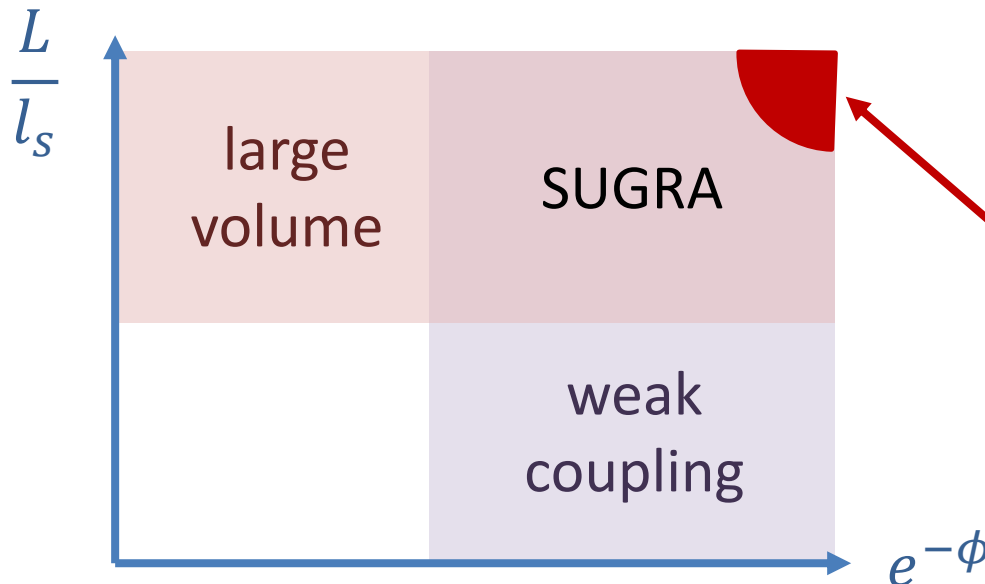 L
l_s
large
volume
SUGRA
weak
coupling
e^{-ϕ}